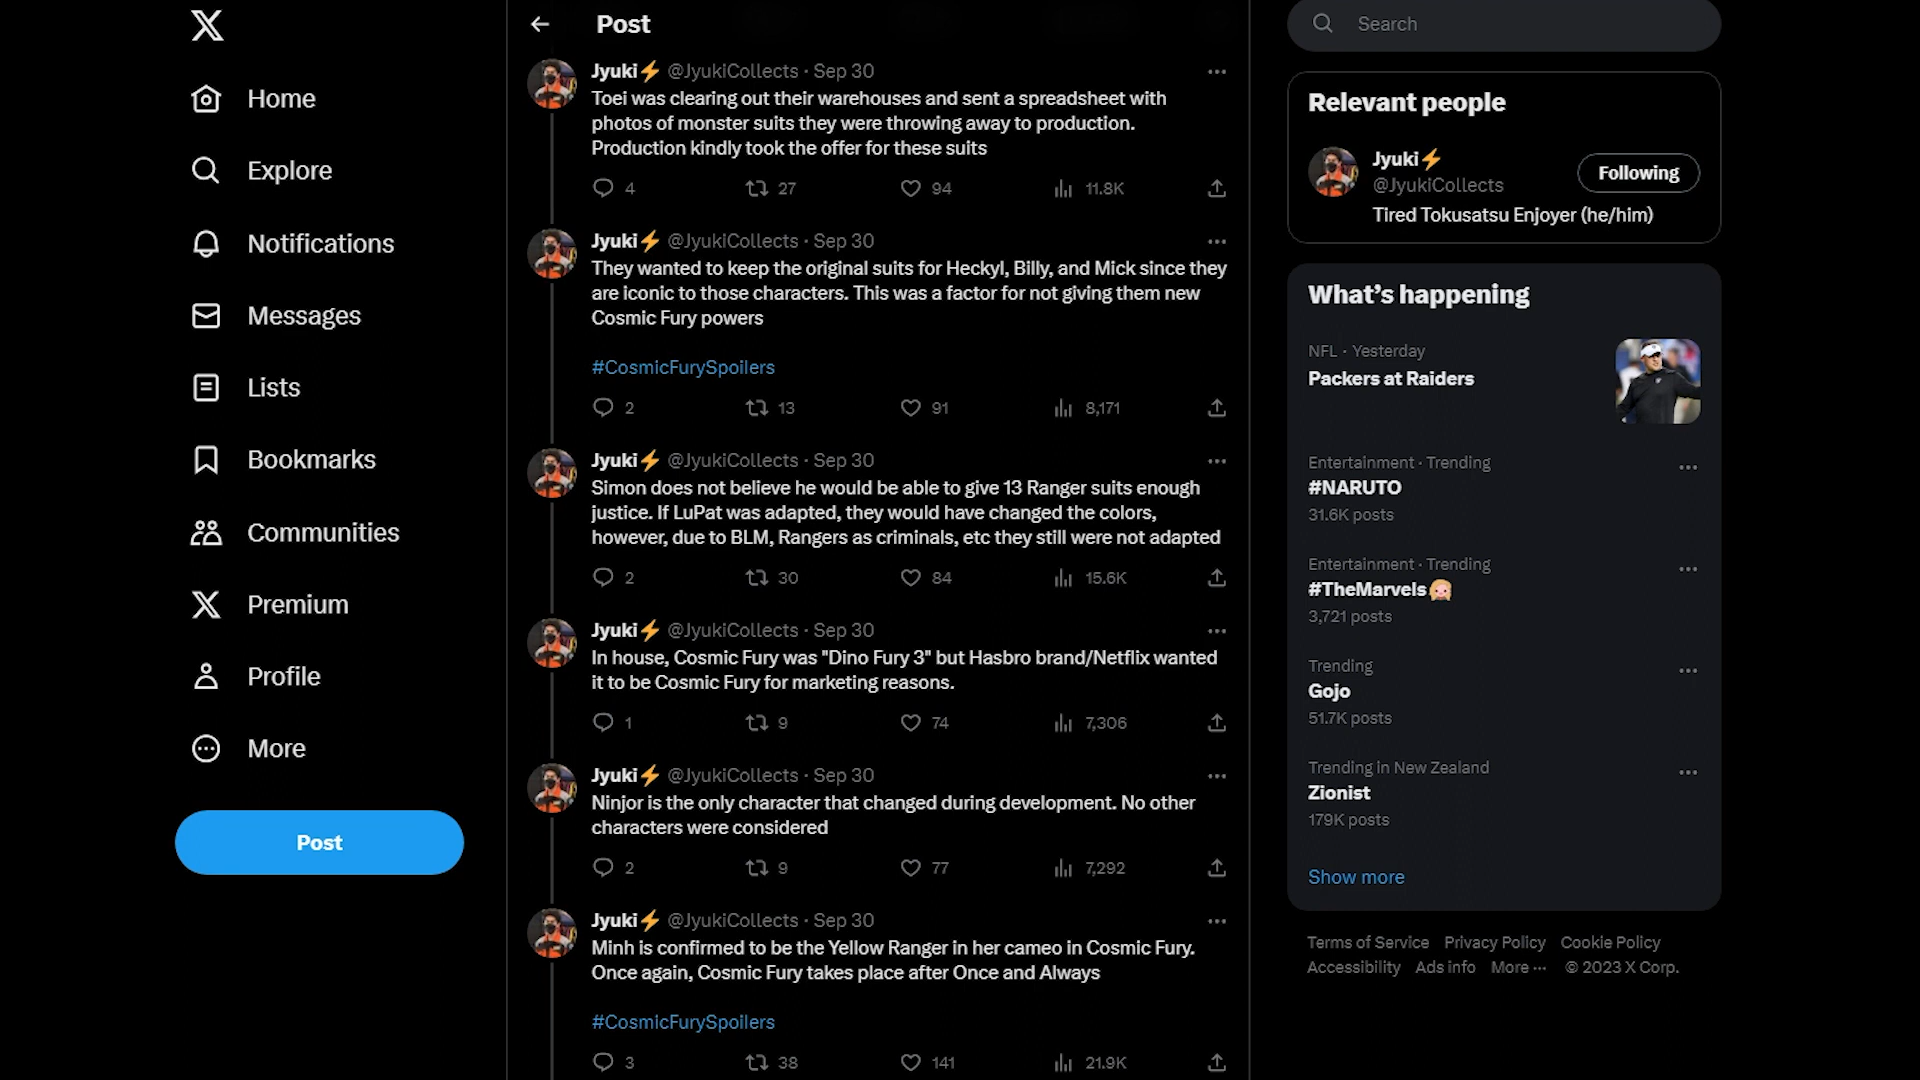 Home
Explore
Notifications
Messages
Lists
Bookmarks
Communities
Premium
Profile
More
Post
Post
Jyuki⚡ @JyukiCollects · Sep 30
Toei was clearing out their warehouses and sent a spreadsheet with
photos of monster suits they were throwing away to production.
Production kindly took the offer for these suits
4 27 94 11.8K
Jyuki⚡ @JyukiCollects · Sep 30
They wanted to keep the original suits for Heckyl, Billy, and Mick since they
are iconic to those characters. This was a factor for not giving them new
Cosmic Fury powers
#CosmicFurySpoilers
2 13 91 8,171
Jyuki⚡ @JyukiCollects · Sep 30
Simon does not believe he would be able to give 13 Ranger suits enough
justice. If LuPat was adapted, they would have changed the colors,
however, due to BLM, Rangers as criminals, etc they still were not adapted
2 30 84 15.6K
Jyuki⚡ @JyukiCollects · Sep 30
In house, Cosmic Fury was "Dino Fury 3" but Hasbro brand/Netflix wanted
it to be Cosmic Fury for marketing reasons.
1 9 74 7,306
Jyuki⚡ @JyukiCollects · Sep 30
Ninjor is the only character that changed during development. No other
characters were considered
2 9 77 7,292
Jyuki⚡ @JyukiCollects · Sep 30
Minh is confirmed to be the Yellow Ranger in her cameo in Cosmic Fury.
Once again, Cosmic Fury takes place after Once and Always
#CosmicFurySpoilers
3 38 141 21.9K
Search
Relevant people
Jyuki⚡
@JyukiCollects
Following
Tired Tokusatsu Enjoyer (he/him)
What's happening
NFL · Yesterday
Packers at Raiders
Entertainment · Trending
#NARUTO
31.6K posts
Entertainment · Trending
#TheMarvels
3,721 posts
Trending
Gojo
51.7K posts
Trending in New Zealand
Zionist
179K posts
Show more
Terms of Service Privacy Policy Cookie Policy
Accessibility Ads info More ··· © 2023 X Corp.